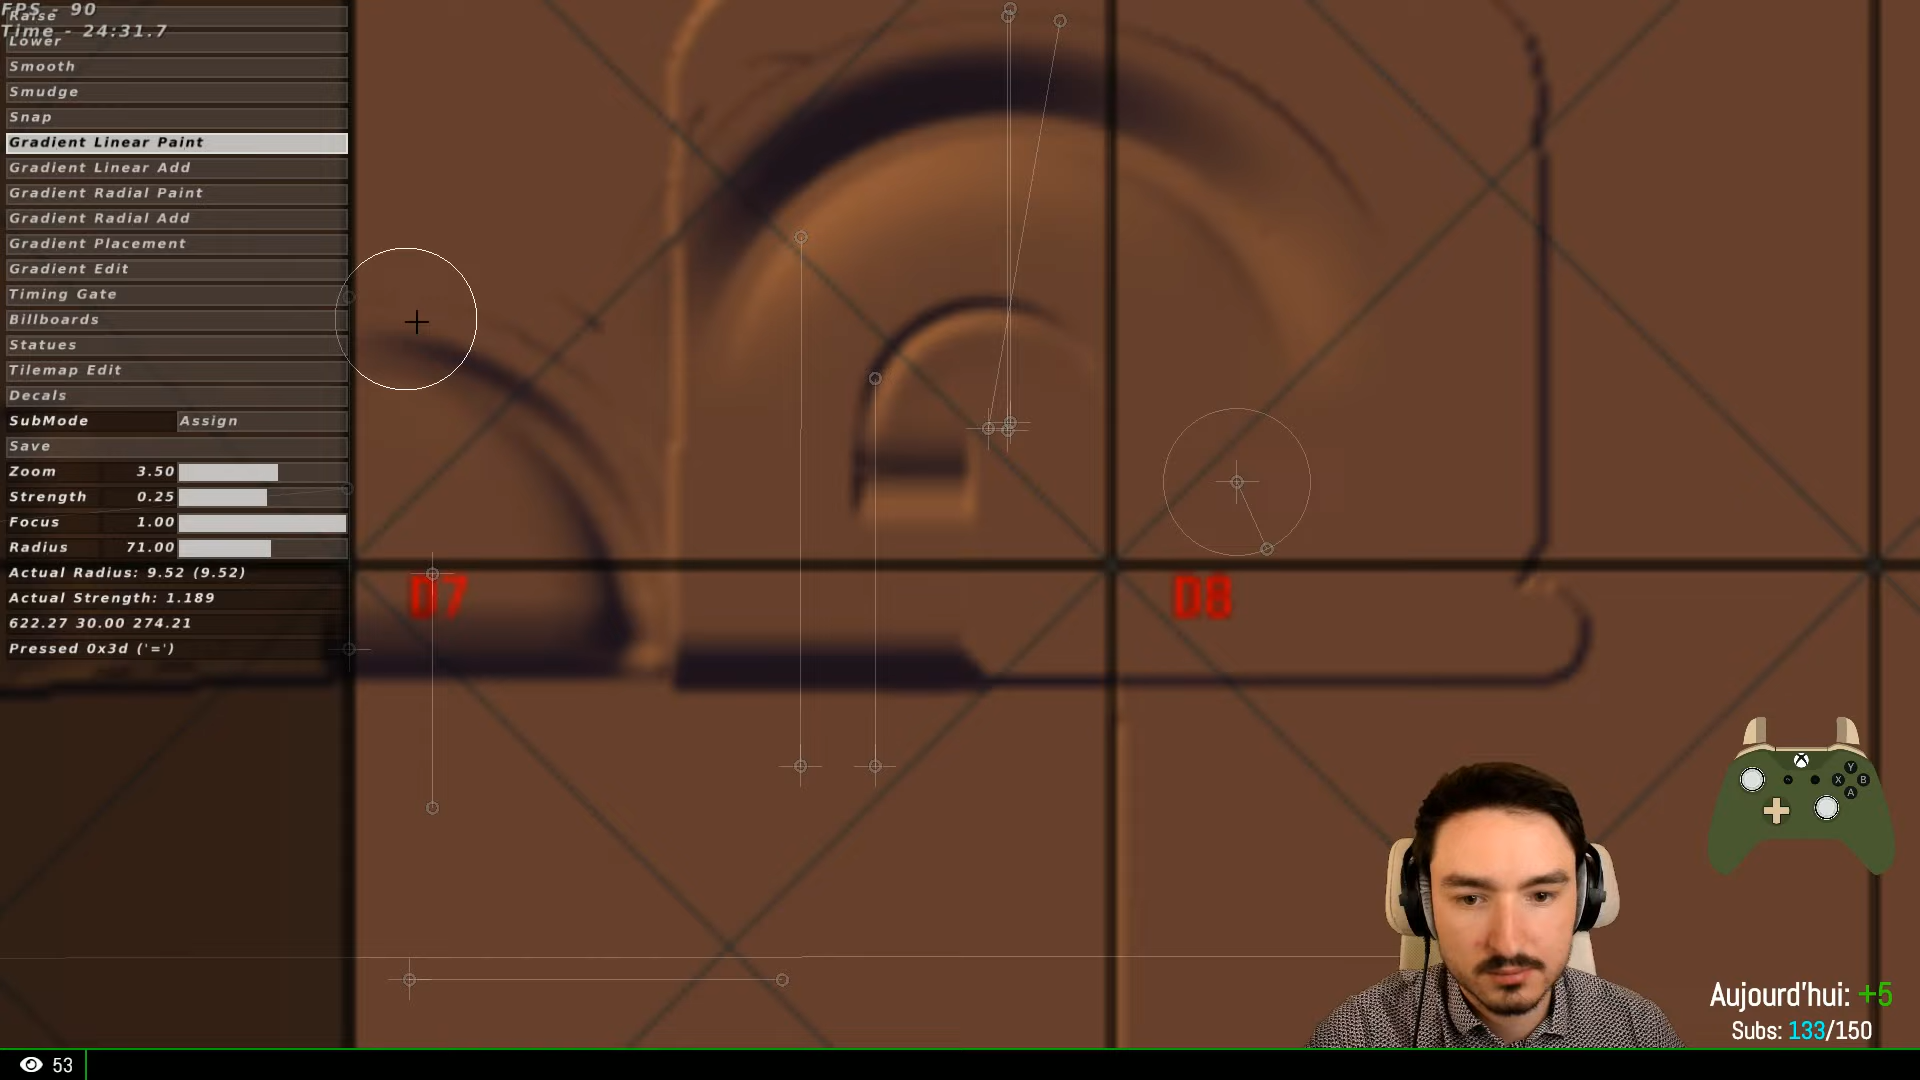 FPS - 90
Raise
Time - 24:31.7
Lower
Smooth
Smudge
Snap
Gradient Linear Paint
Gradient Linear Add
Gradient Radial Paint
Gradient Radial Add
Gradient Placement
Gradient Edit
Timing Gate
Billboards
Statues
Tilemap Edit
Decals
SubMode Assign
Save
Zoom 3.50
Strength 0.25
Focus 1.00
Radius 71.00
Actual Radius: 9.52 (9.52)
Actual Strength: 1.189
622.27 30.00 274.21
Pressed 0x3d ('=')
D7
D8
Y
X B
A
Aujourd'hui: +5
Subs: 133/150
53